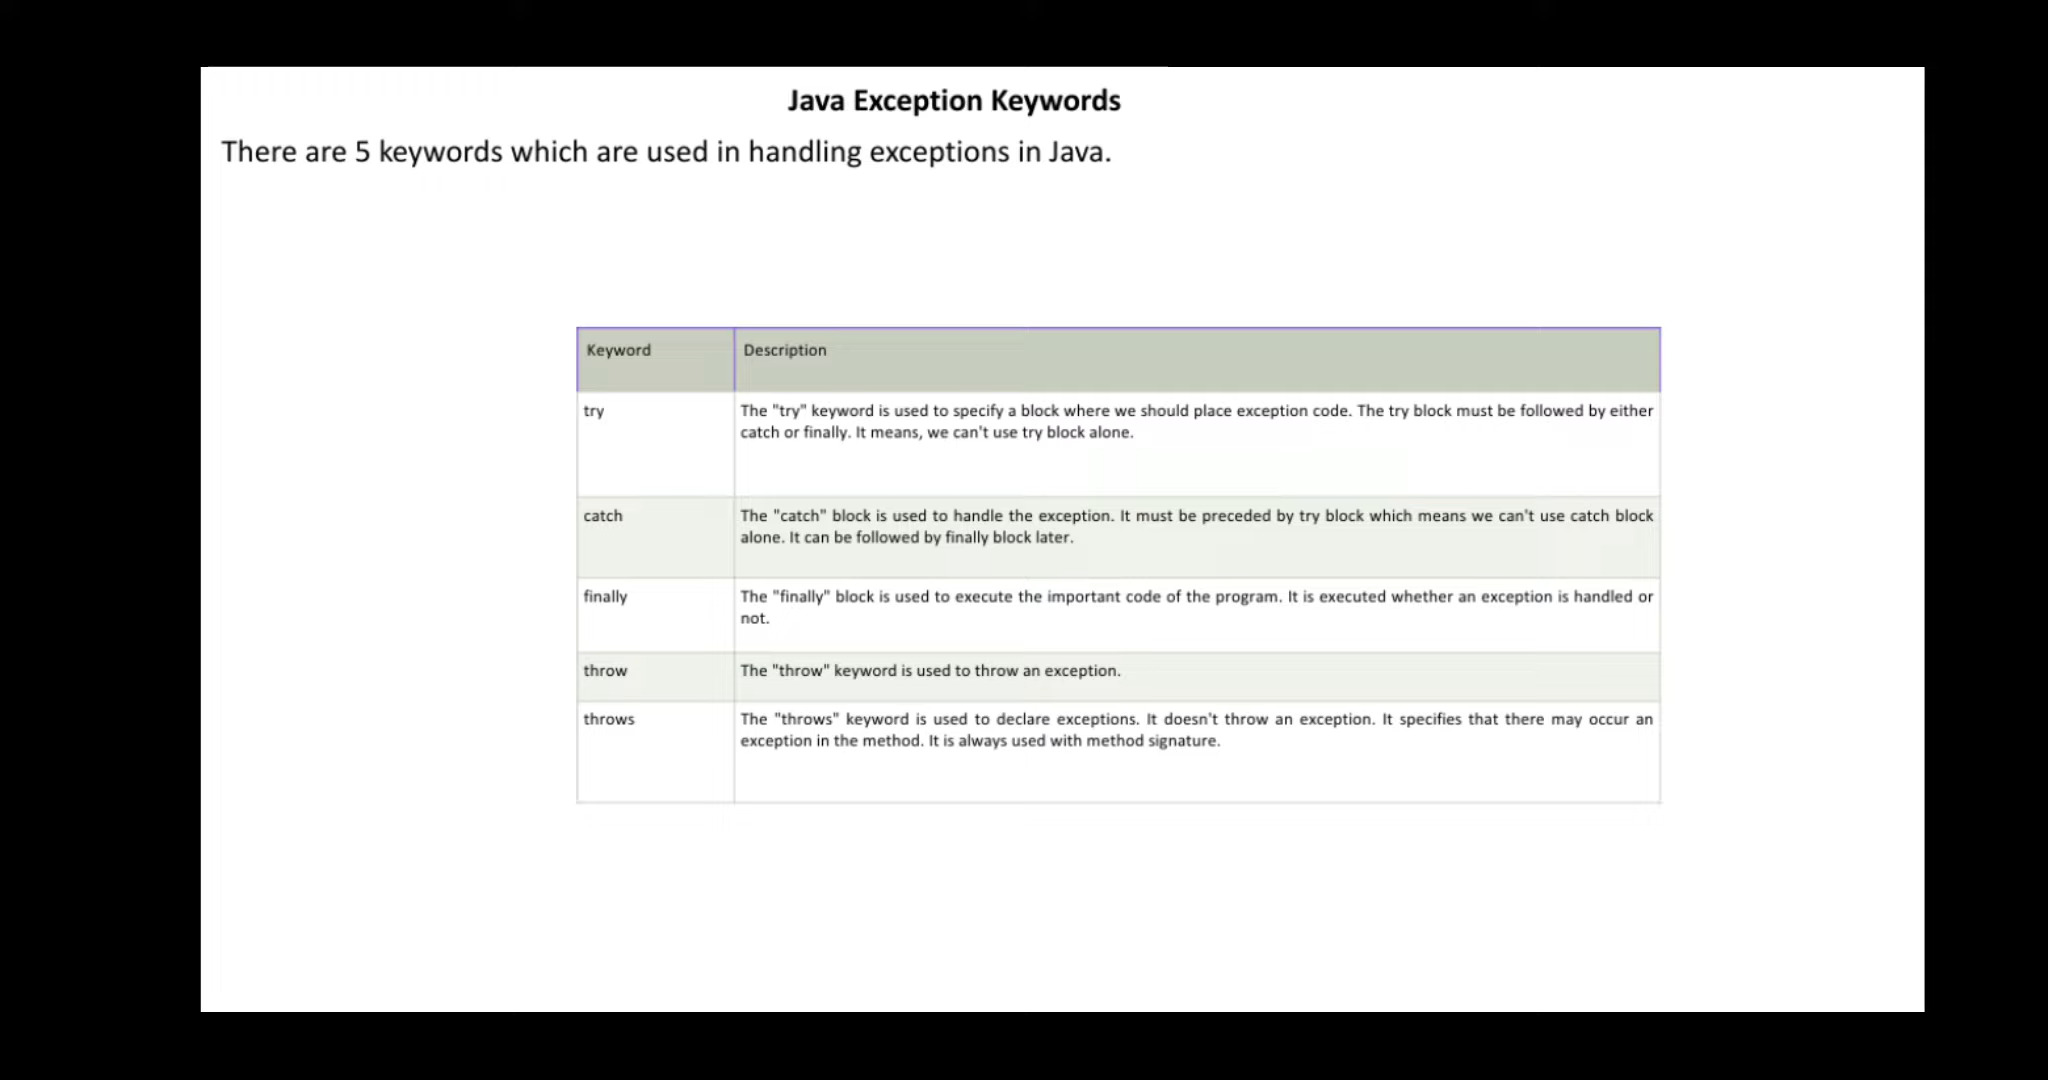 Java Exception Keywords
There are 5 keywords which are used in handling exceptions in Java.
Keyword
Description
try
The "try" keyword is used to specify a block where we should place exception code. The try block must be followed by either
catch or finally. It means, we can't use try block alone.
catch
The "catch" block is used to handle the exception. It must be preceded by try block which means we can't use catch block
alone. It can be followed by finally block later.
finally
The "finally" block is used to execute the important code of the program. It is executed whether an exception is handled or
not.
throw
The "throw" keyword is used to throw an exception.
throws
The "throws" keyword is used to declare exceptions. It doesn't throw an exception. It specifies that there may occur an
exception in the method. It is always used with method signature.